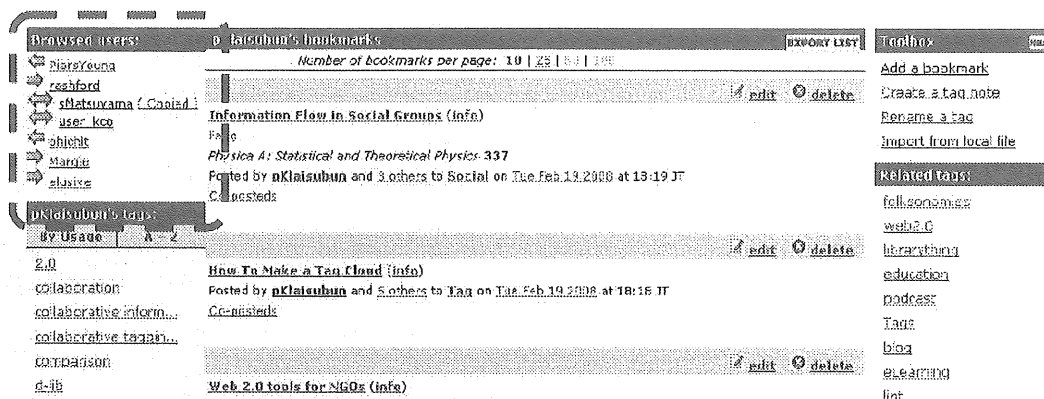 Browsed users:
PiersYoung
rashford
sMatsuyama ( Copied )
user_kco
phichit
Margie
elusive
pKlaisubun's tags:
By Usage | A - Z
2.0
collaboration
collaborative inform...
collaborative taggin...
comparison
d-lib
p laisubun's bookmarks
EXPORT LIST
Number of bookmarks per page: 10 | 25 | 50 | 100
edit delete
Information Flow in Social Groups (info)
Physica A: Statistical and Theoretical Physics 337
Posted by pKlaisubun and 3 others to Social on Tue Feb 19 2008 at 18:19 JT
Co-posteds
edit delete
How To Make a Tag Cloud (info)
Posted by pKlaisubun and 5 others to Tag on Tue Feb 19 2008 at 18:16 JT
Co-posteds
edit delete
Web 2.0 tools for NGOs (info)
Toolbox
Add a bookmark
Create a tag note
Rename a tag
Import from local file
Related tags:
folksonomies
web2.0
librarything
education
podcast
Tags
blog
eLearning